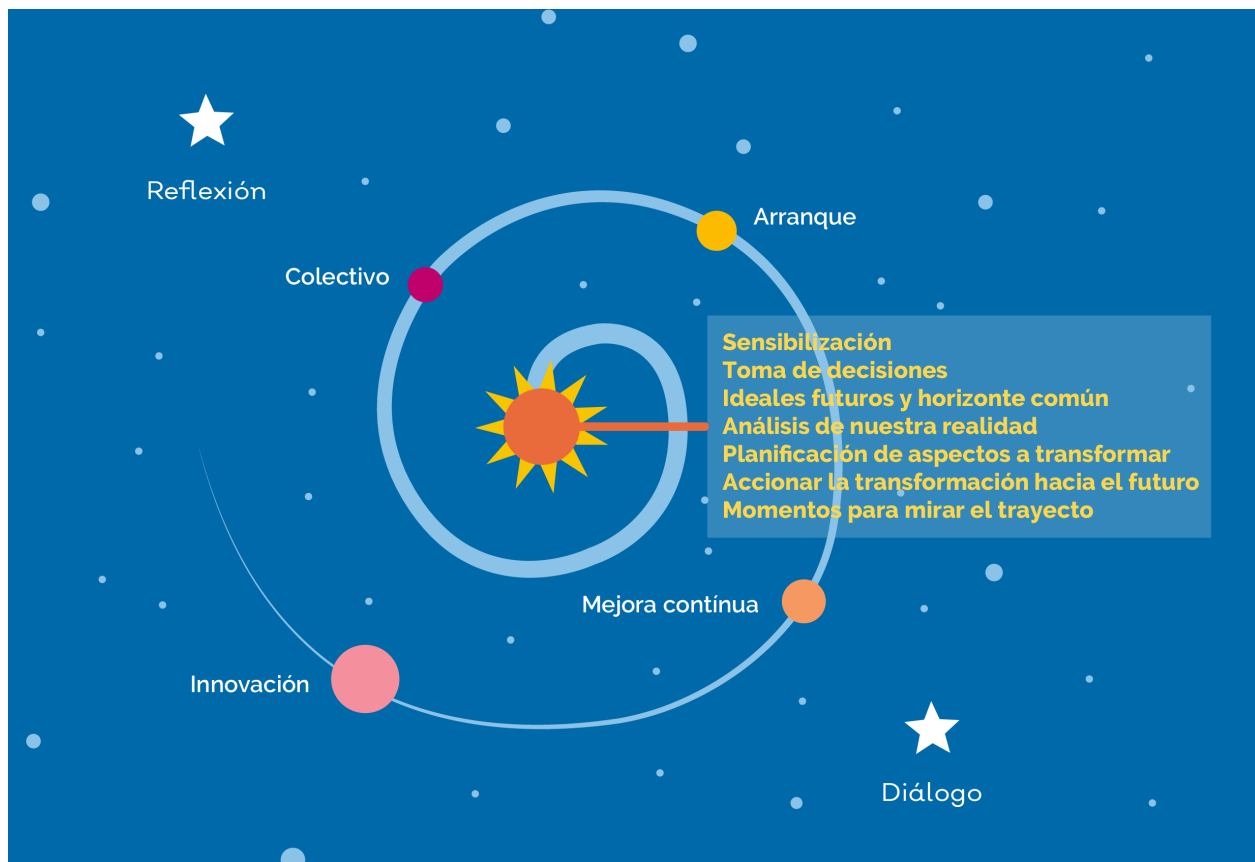 Reflexión
Arranque
Colectivo
Sensibilización
Toma de decisiones
Ideales futuros y horizonte común
Análisis de nuestra realidad
Planificación de aspectos a transformar
Accionar la transformación hacia el futuro
Momentos para mirar el trayecto
Mejora contínua
Innovación
Diálogo